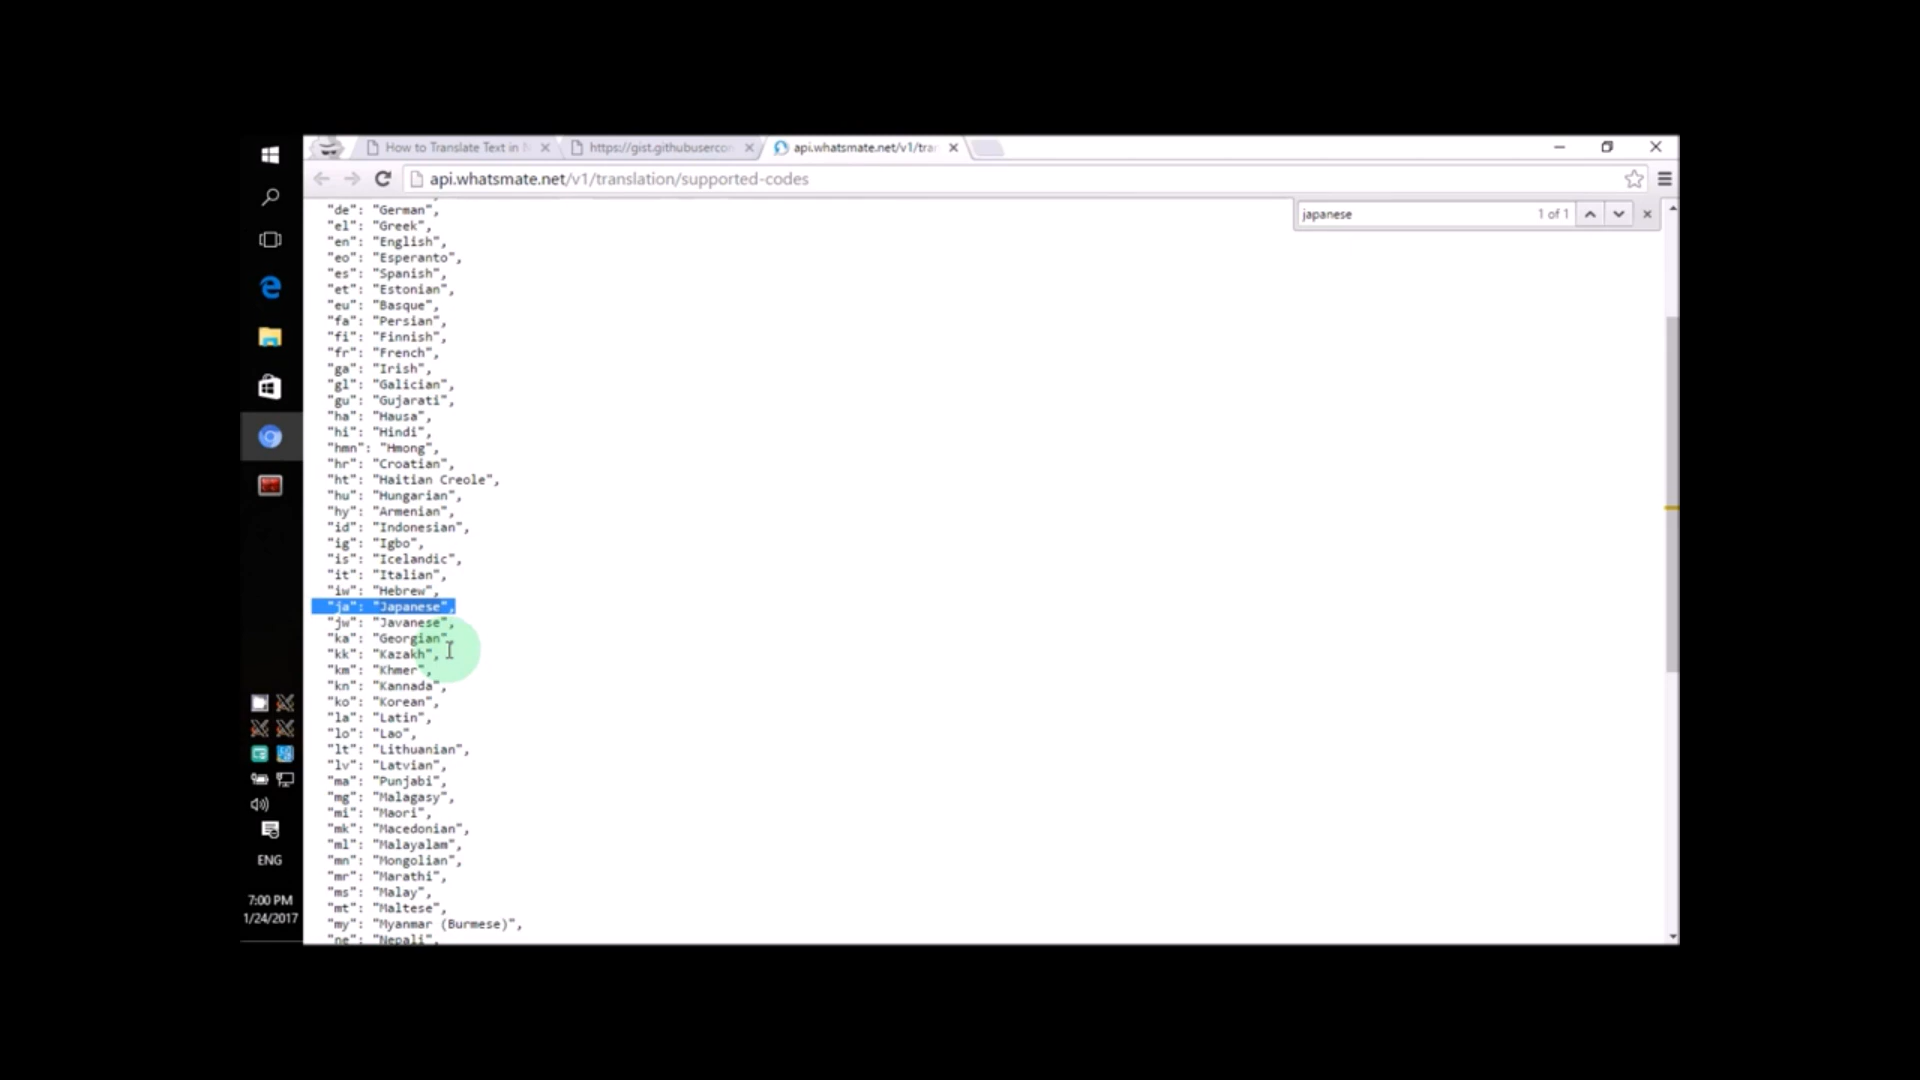 How to Translate Text in N
https://gist.githubusercon
api.whatsmate.net/v1/trar
api.whatsmate.net/v1/translation/supported-codes
japanese 1 of 1
"de": "German",
"el": "Greek",
"en": "English",
"eo": "Esperanto",
"es": "Spanish",
"et": "Estonian",
"eu": "Basque",
"fa": "Persian",
"fi": "Finnish",
"fr": "French",
"ga": "Irish",
"gl": "Galician",
"gu": "Gujarati",
"ha": "Hausa",
"hi": "Hindi",
"hmn": "Hmong",
"hr": "Croatian",
"ht": "Haitian Creole",
"hu": "Hungarian",
"hy": "Armenian",
"id": "Indonesian",
"ig": "Igbo",
"is": "Icelandic",
"it": "Italian",
"iw": "Hebrew",
"ja": "Japanese",
"jw": "Javanese",
"ka": "Georgian",
"kk": "Kazakh",
"km": "Khmer",
"kn": "Kannada",
"ko": "Korean",
"la": "Latin",
"lo": "Lao",
"lt": "Lithuanian",
"lv": "Latvian",
"ma": "Punjabi",
"mg": "Malagasy",
"mi": "Maori",
"mk": "Macedonian",
"ml": "Malayalam",
"mn": "Mongolian",
"mr": "Marathi",
"ms": "Malay",
"mt": "Maltese",
"my": "Myanmar (Burmese)",
"ne": "Nepali",
ENG
7:00 PM
1/24/2017